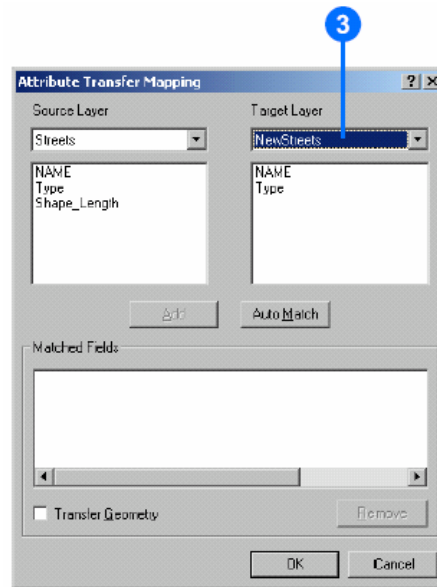 3
Attribute Transfer Mapping
Source Layer
Target Layer
Streets
NewStreets
NAME
Type
Shape_Length
NAME
Type
Add
Auto Match
Matched Fields
Transfer Geometry
Remove
OK
Cancel